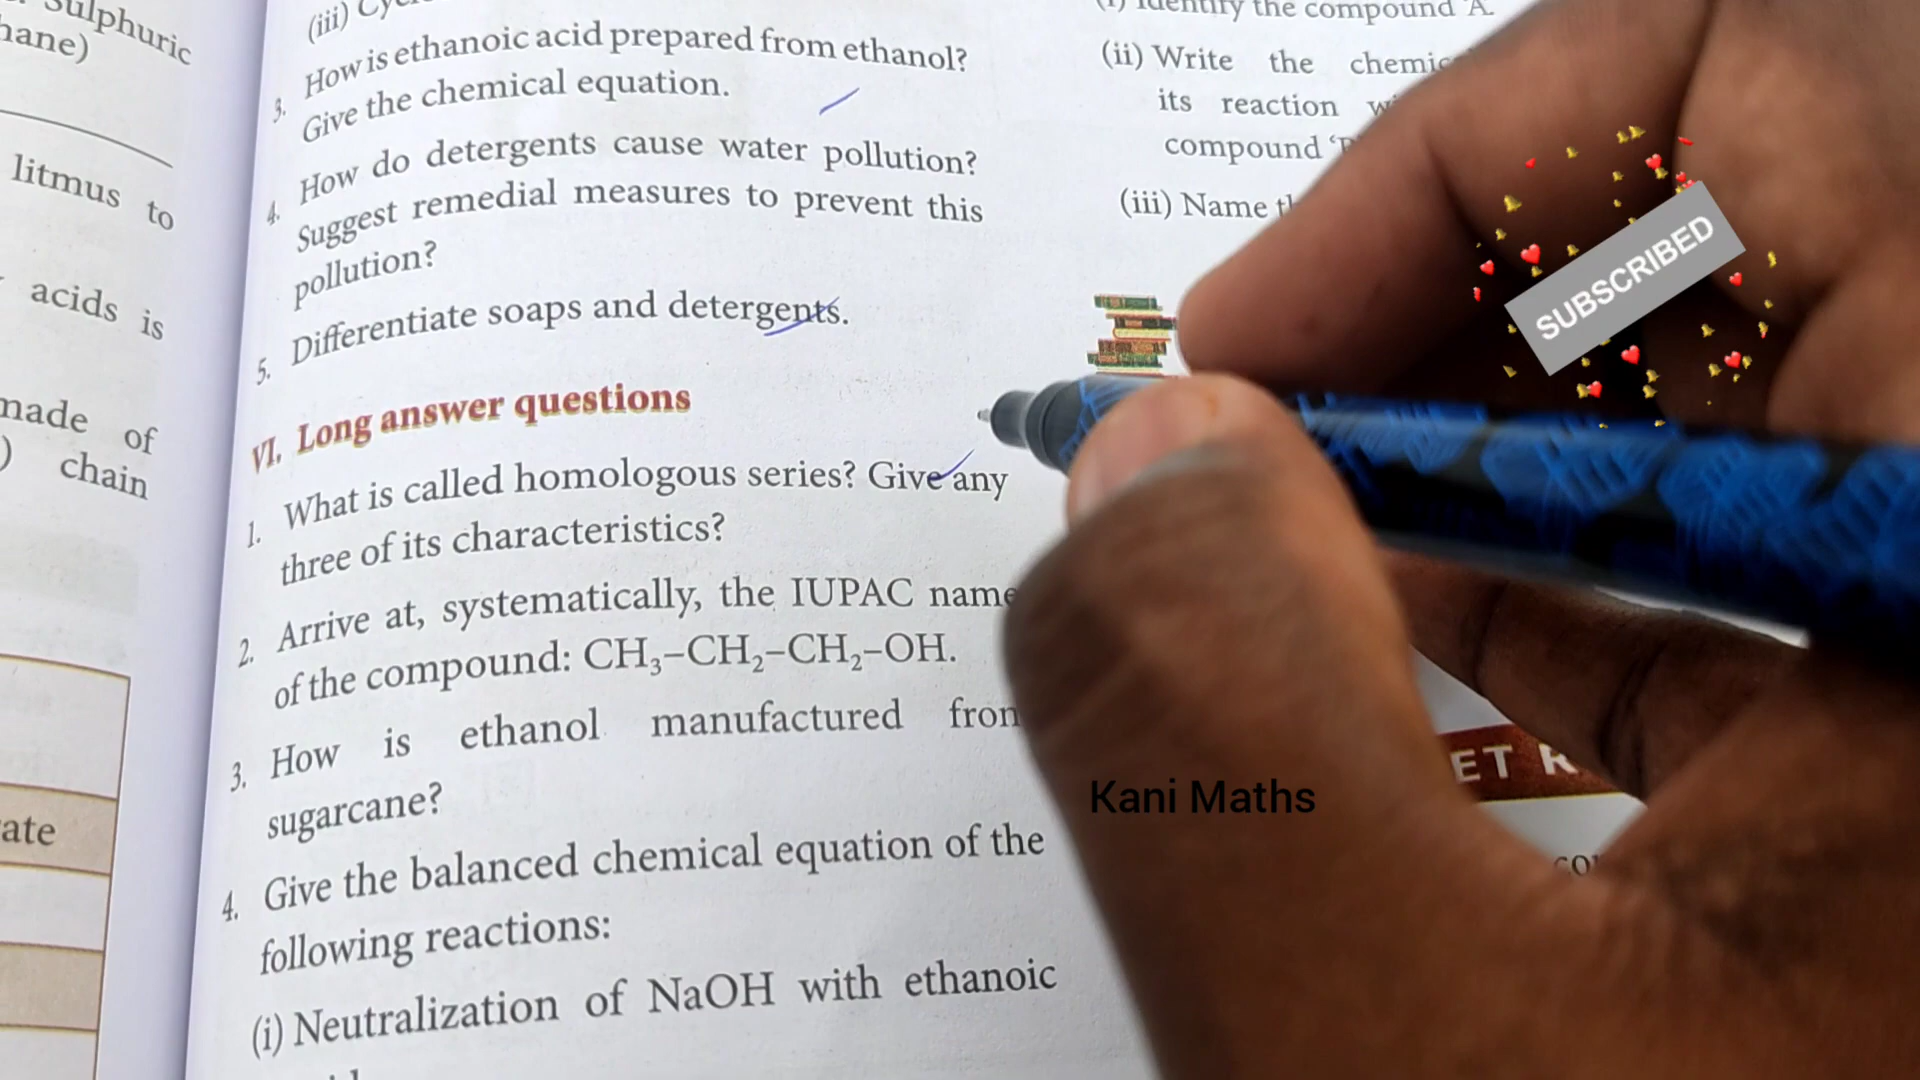 Sulphuric
hane)
litmus to
acids is
made of
) chain
ate
(iii)
3. How is ethanoic acid prepared from ethanol?
Give the chemical equation.
4. How do detergents cause water pollution?
Suggest remedial measures to prevent this
pollution?
5. Differentiate soaps and detergents.
VI. Long answer questions
1. What is called homologous series? Give any
three of its characteristics?
2. Arrive at, systematically, the IUPAC name
of the compound: CH₃–CH₂–CH₂–OH.
3. How is ethanol manufactured from
sugarcane?
4. Give the balanced chemical equation of the
following reactions:
(i) Neutralization of NaOH with ethanoic
(i) Identify the compound A.
(ii) Write the chemic
its reaction
compound
(iii) Name
SUBSCRIBED
Kani Maths
ET